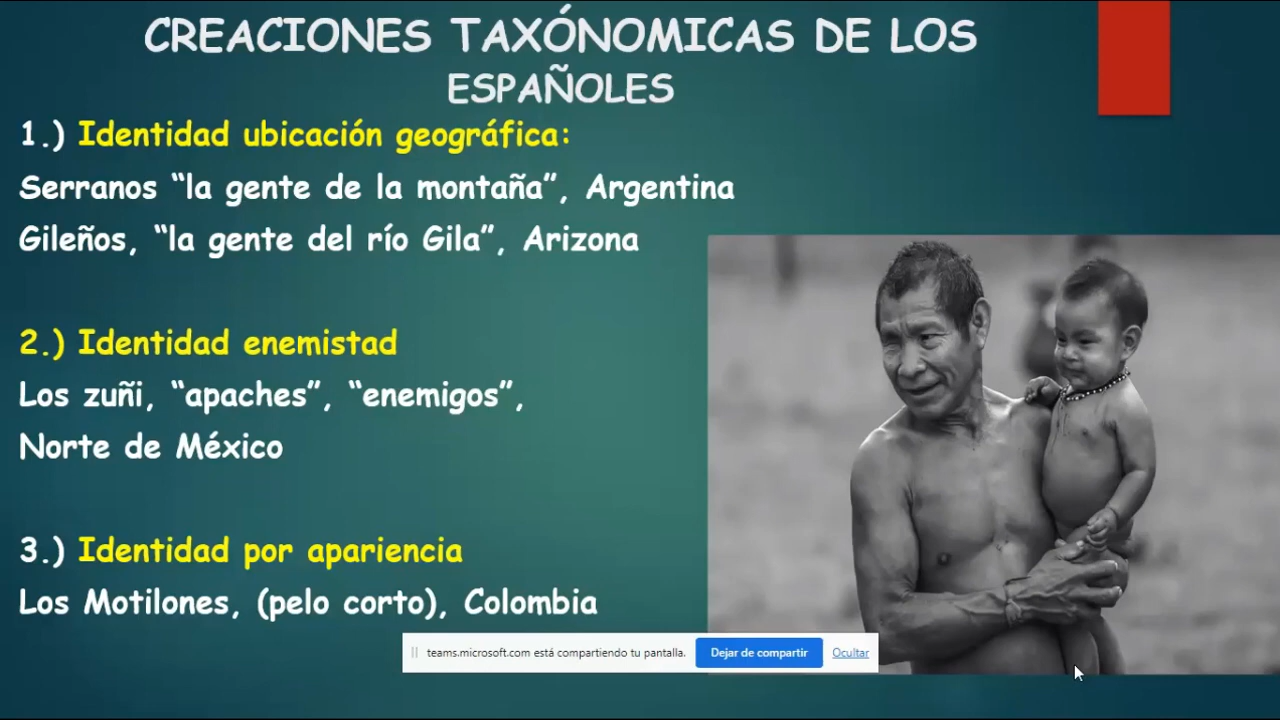 CREACIONES TAXÓNOMICAS DE LOS
ESPAÑOLES
1.) Identidad ubicación geográfica:
Serranos “la gente de la montaña”, Argentina
Gileños, “la gente del río Gila”, Arizona
2.) Identidad enemistad
Los zuñi, “apaches”, “enemigos”,
Norte de México
3.) Identidad por apariencia
Los Motilones, (pelo corto), Colombia
teams.microsoft.com está compartiendo tu pantalla. Dejar de compartir Ocultar